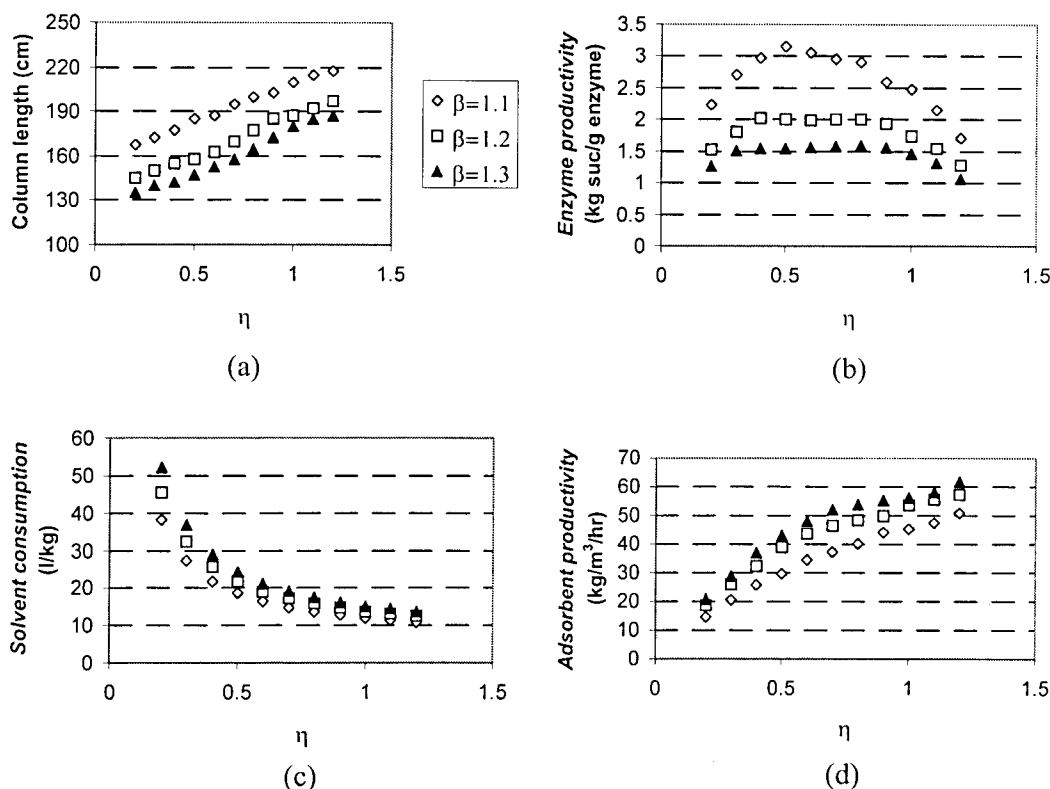 Column length (cm)
220
190
160
130
100
0
0.5
1
1.5
η
(a)
β=1.1
β=1.2
β=1.3
Enzyme productivity
(kg suc/g enzyme)
3.5
3
2.5
2
1.5
1
0.5
0
0
0.5
1
1.5
η
(b)
Solvent consumption
(l/kg)
60
50
40
30
20
10
0
0
0.5
1
1.5
η
(c)
Adsorbent productivity
(kg/m³/hr)
70
60
50
40
30
20
10
0
0
0.5
1
1.5
η
(d)